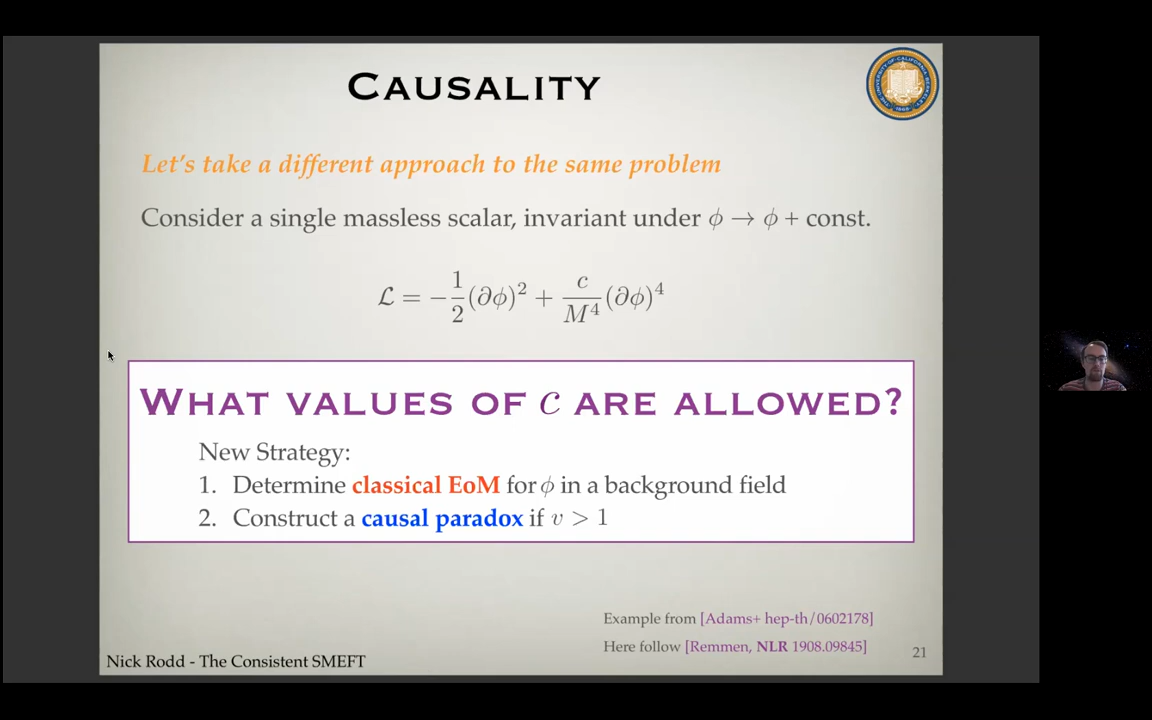 CAUSALITY
Let's take a different approach to the same problem
Consider a single massless scalar, invariant under ϕ → ϕ + const.
ℒ = −1/2(∂ϕ)² + c/M⁴(∂ϕ)⁴
WHAT VALUES OF c ARE ALLOWED?
New Strategy:
1. Determine classical EoM for ϕ in a background field
2. Construct a causal paradox if v > 1
Example from [Adams+ hep-th/0602178]
Here follow [Remmen, NLR 1908.09845]
Nick Rodd - The Consistent SMEFT
21